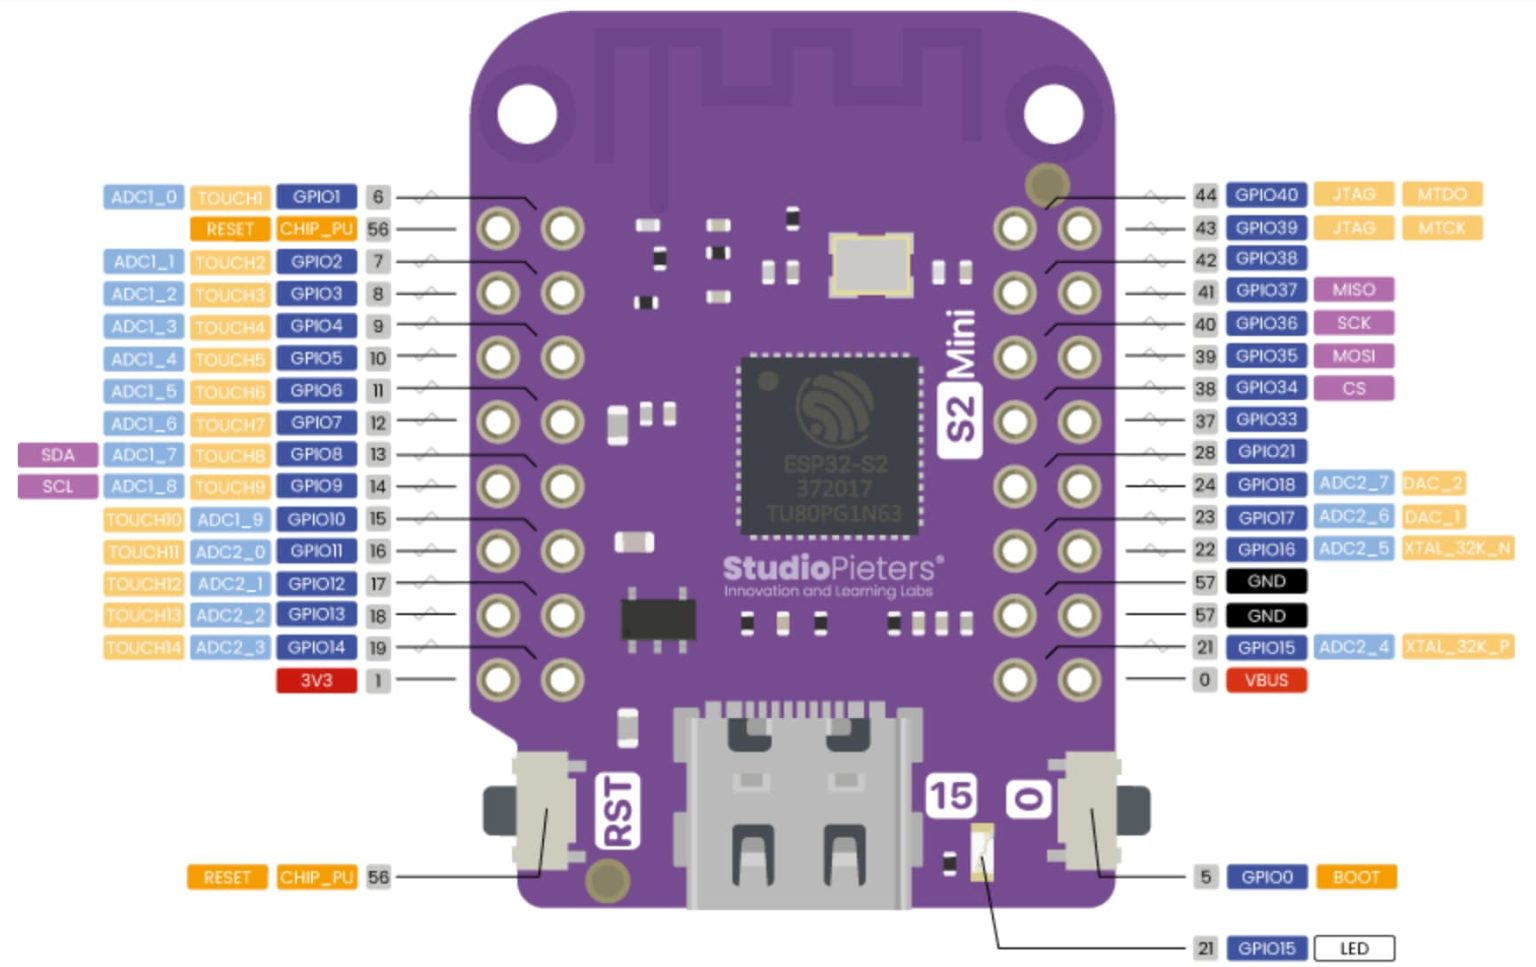 ADC1_0 TOUCH1 GPIO1 6
RESET CHIP_PU 56
ADC1_1 TOUCH2 GPIO2 7
ADC1_2 TOUCH3 GPIO3 8
ADC1_3 TOUCH4 GPIO4 9
ADC1_4 TOUCH5 GPIO5 10
ADC1_5 TOUCH6 GPIO6 11
ADC1_6 TOUCH7 GPIO7 12
SDA ADC1_7 TOUCH8 GPIO8 13
SCL ADC1_8 TOUCH9 GPIO9 14
TOUCH10 ADC1_9 GPIO10 15
TOUCH11 ADC2_0 GPIO11 16
TOUCH12 ADC2_1 GPIO12 17
TOUCH13 ADC2_2 GPIO13 18
TOUCH14 ADC2_3 GPIO14 19
3V3 1
RESET CHIP_PU 56
S2 Mini
ESP32-S2
372017
TU80PG1N63
StudioPieters®
Innovation and Learning Labs
RST
15
0
44 GPIO40 JTAG MTDO
43 GPIO39 JTAG MTCK
42 GPIO38
41 GPIO37 MISO
40 GPIO36 SCK
39 GPIO35 MOSI
38 GPIO34 CS
37 GPIO33
28 GPIO21
24 GPIO18 ADC2_7 DAC_2
23 GPIO17 ADC2_6 DAC_1
22 GPIO16 ADC2_5 XTAL_32K_N
57 GND
57 GND
21 GPIO15 ADC2_4 XTAL_32K_P
0 VBUS
5 GPIO0 BOOT
21 GPIO15 LED